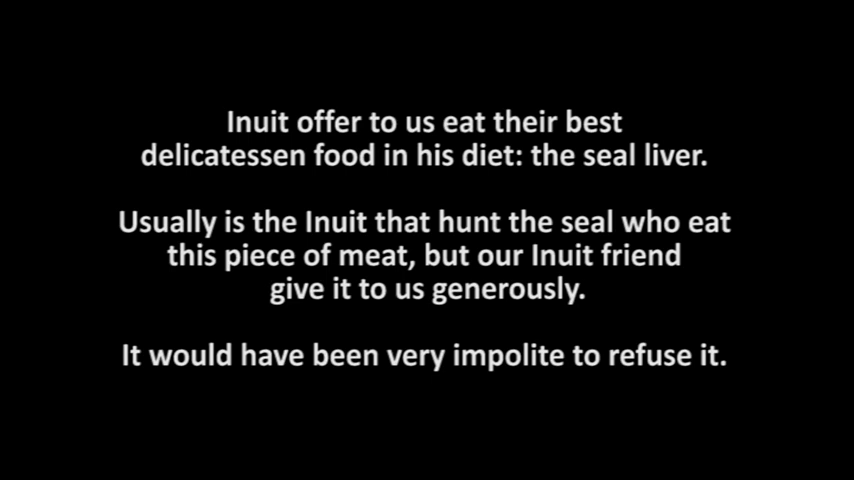 Inuit offer to us eat their best
delicatessen food in his diet: the seal liver.
Usually is the Inuit that hunt the seal who eat
this piece of meat, but our Inuit friend
give it to us generously.
It would have been very impolite to refuse it.